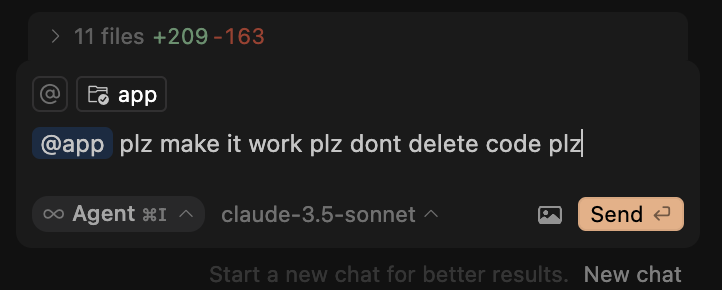 > 11 files +209 -163
@ app
@app plz make it work plz dont delete code plz
∞ Agent ⌘I ^ claude-3.5-sonnet ^ Send ↵
Start a new chat for better results. New chat